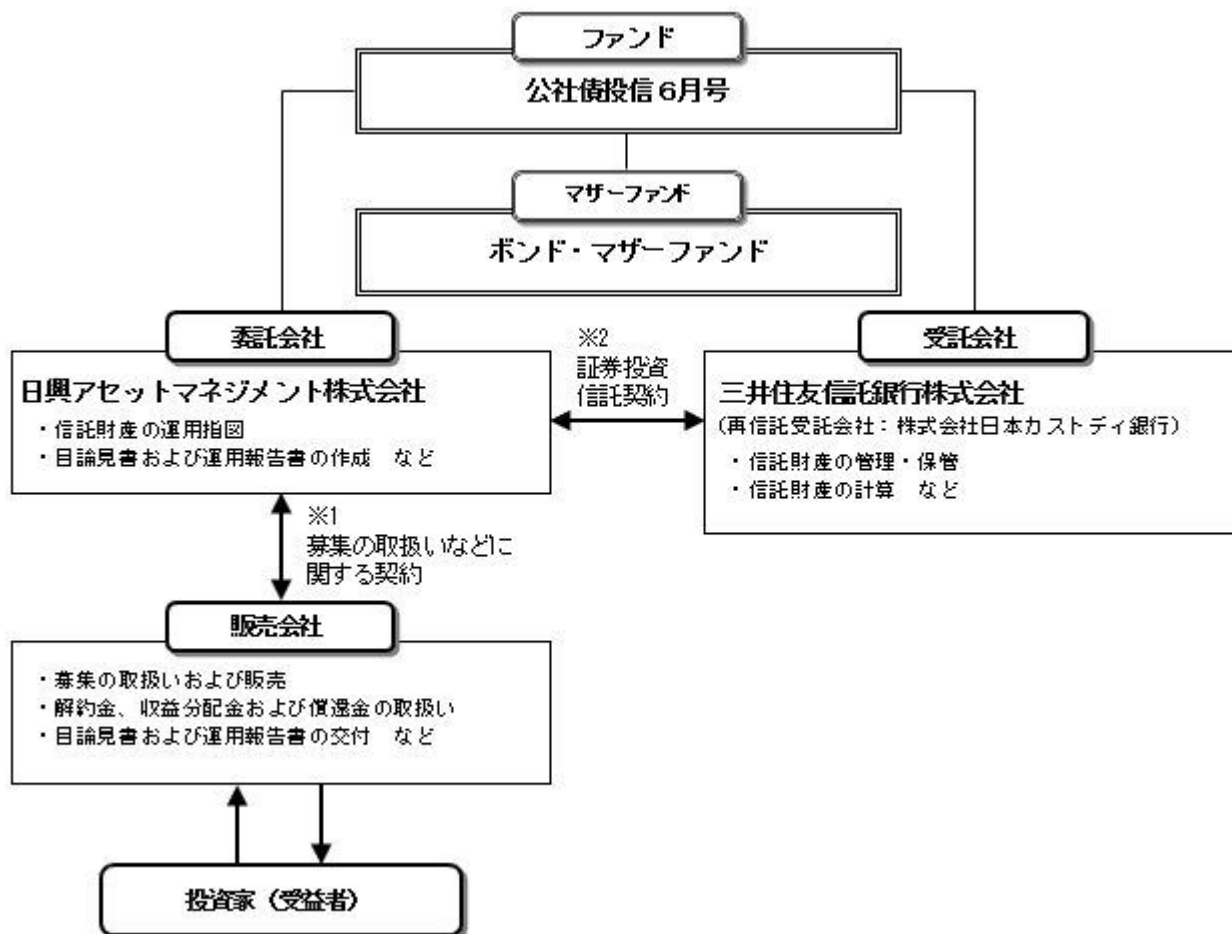 ファンド
公社債投信6月号
マザーファンド
ボンド・マザーファンド
委託会社
日興アセットマネジメント株式会社
・信託財産の運用指図
・目論見書および運用報告書の作成　など
※2
証券投資
信託契約
受託会社
三井住友信託銀行株式会社
（再信託受託会社：株式会社日本カストディ銀行）
・信託財産の管理・保管
・信託財産の計算　など
※1
募集の取扱いなどに
関する契約
販売会社
・募集の取扱いおよび販売
・解約金、収益分配金および償還金の取扱い
・目論見書および運用報告書の交付　など
投資家（受益者）